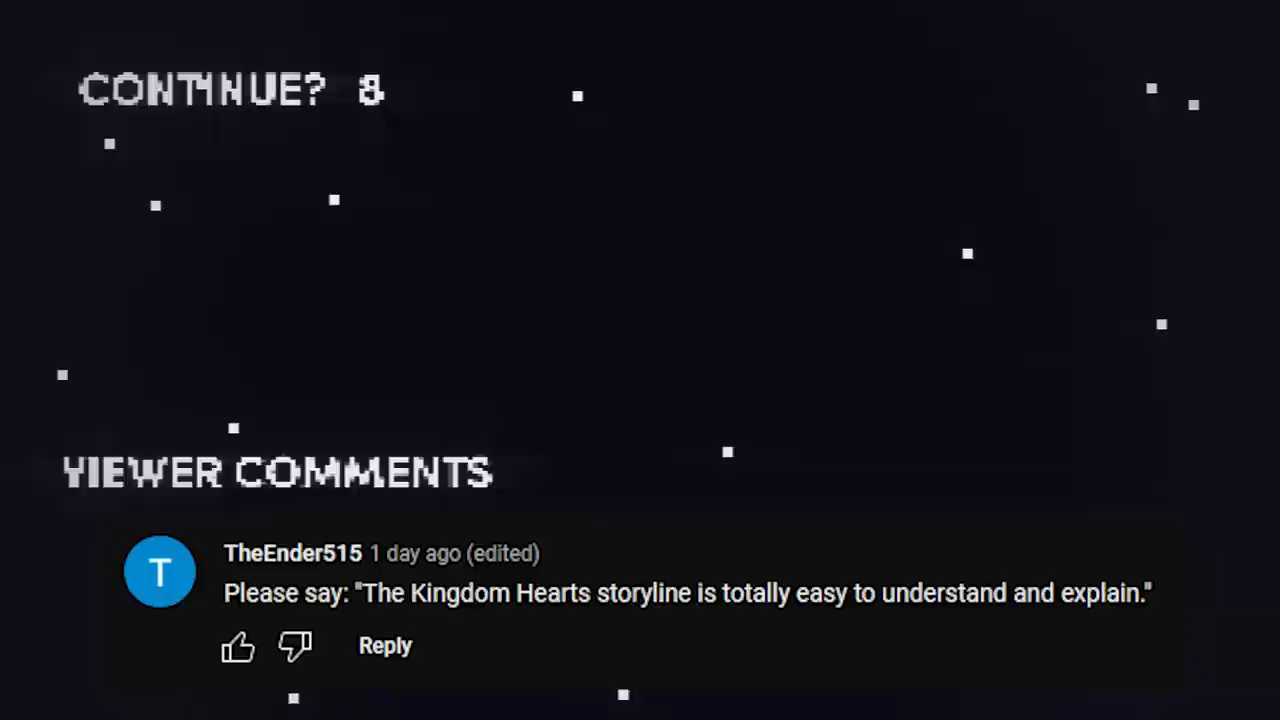 CONTINUE? 8
VIEWER COMMENTS
TheEnder515 1 day ago (edited)
T
Please say: "The Kingdom Hearts storyline is totally easy to understand and explain."
Reply